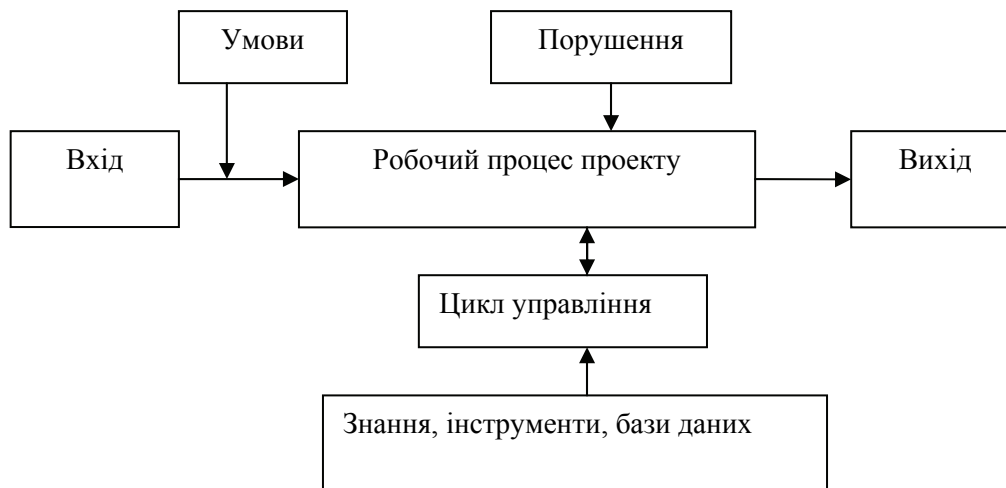 Умови
Порушення
Вхід
Робочий процес проекту
Вихід
Цикл управління
Знання, інструменти, бази даних